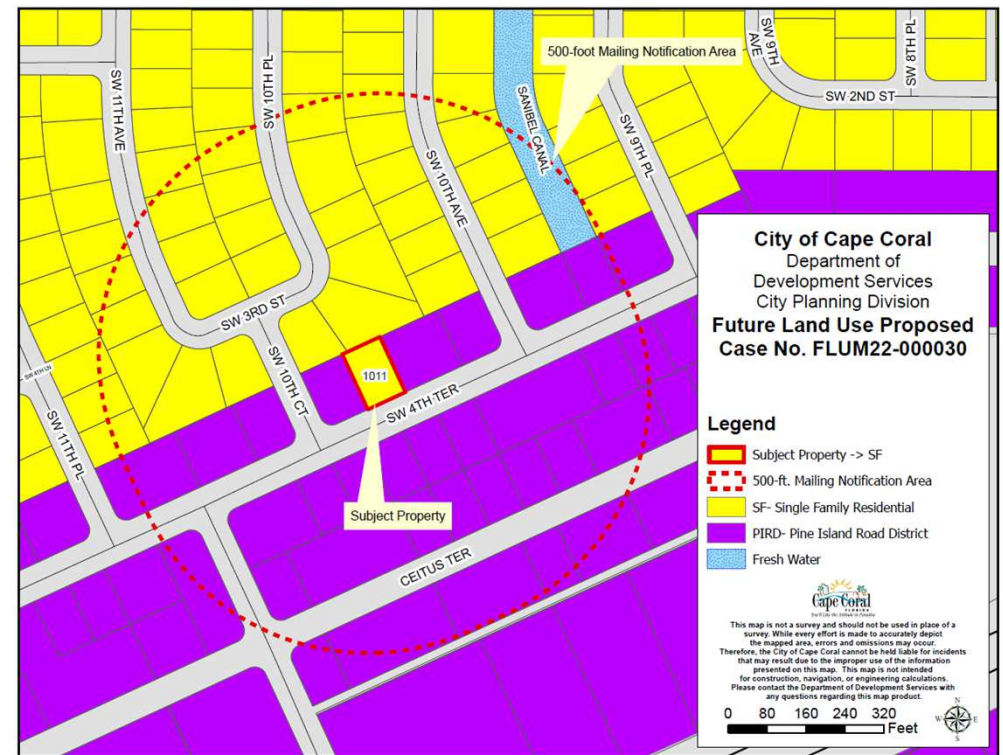 500-foot Mailing Notification Area
SW 9TH
AVE
SW 8TH PL
SW 2ND ST
SW 11TH AVE
SW 10TH PL
SANIBEL CANAL
SW 9TH PL
SW 10TH AVE
SW 3RD ST
SW 10TH CT
1011
SW 4TH TER
SW 4TH LN
SW 11TH PL
Subject Property
CEITUS TER
City of Cape Coral
Department of
Development Services
City Planning Division
Future Land Use Proposed
Case No. FLUM22-000030
Legend
Subject Property -> SF
500-ft. Mailing Notification Area
SF- Single Family Residential
PIRD- Pine Island Road District
Fresh Water
Cape Coral
FLORIDA
This map is not a survey and should not be used in place of a
survey. While every effort is made to accurately depict
the mapped area, errors and omissions may occur.
Therefore, the City of Cape Coral cannot be held liable for incidents
that may result due to the improper use of the information
presented on this map. This map is not intended
for construction, navigation, or engineering calculations.
Please contact the Department of Development Services with
any questions regarding this map product.
0 80 160 240 320
Feet
N
W E
S